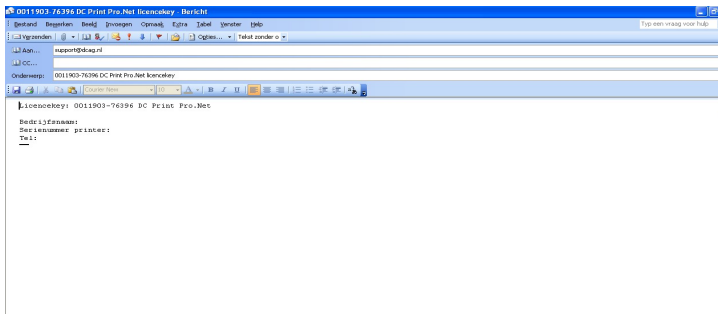 0011903-76396 DC Print Pro.Net licencekey - Bericht
Bestand Bewerken Beeld Invoegen Opmaak Extra Tabel Venster Help
Typ een vraag voor hulp
Verzenden Opties... Tekst zonder o
Aan... support@dcag.nl
CC...
Onderwerp: 0011903-76396 DC Print Pro.Net licencekey
Courier New 10 A B I U
Licencekey: 0011903-76396 DC Print Pro.Net
Bedrijfsnaam:
Serienummer printer:
Tel: